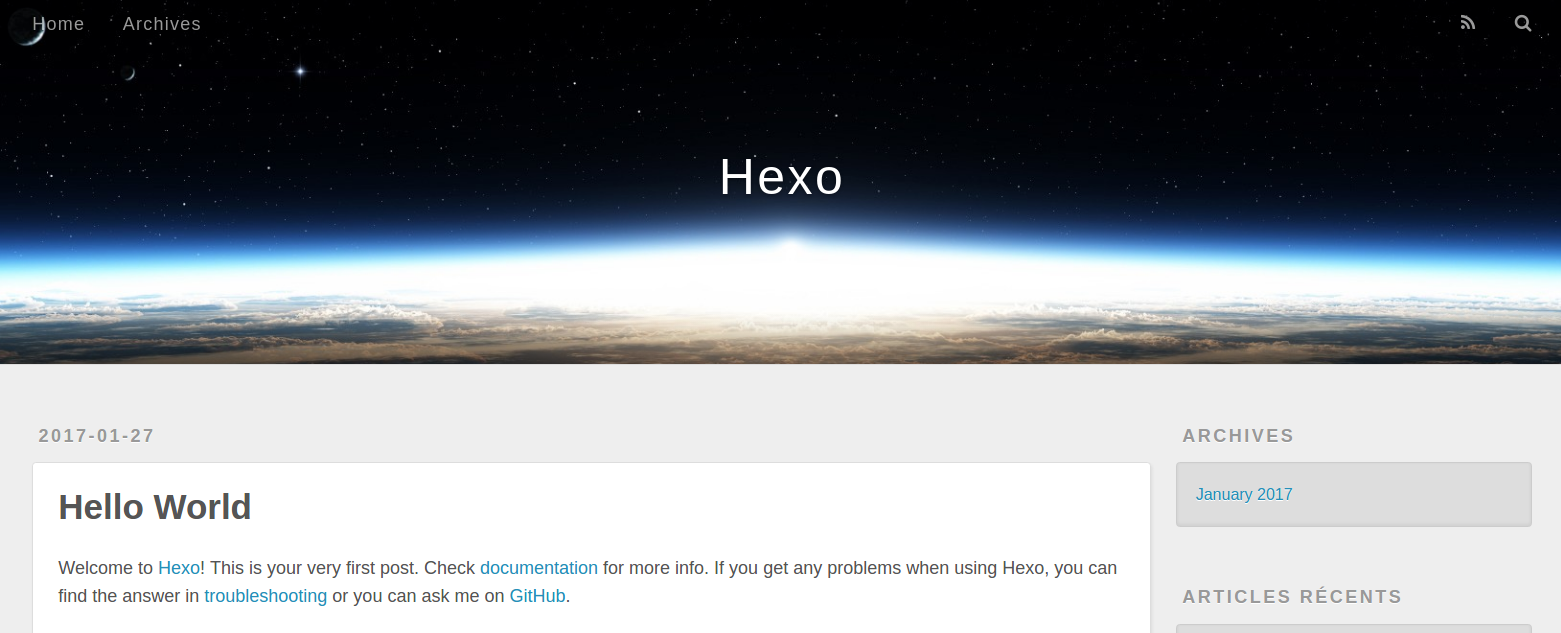 Home Archives
Hexo
2017-01-27
Hello World
Welcome to Hexo! This is your very first post. Check documentation for more info. If you get any problems when using Hexo, you can
find the answer in troubleshooting or you can ask me on GitHub.
ARCHIVES
January 2017
ARTICLES RÉCENTS